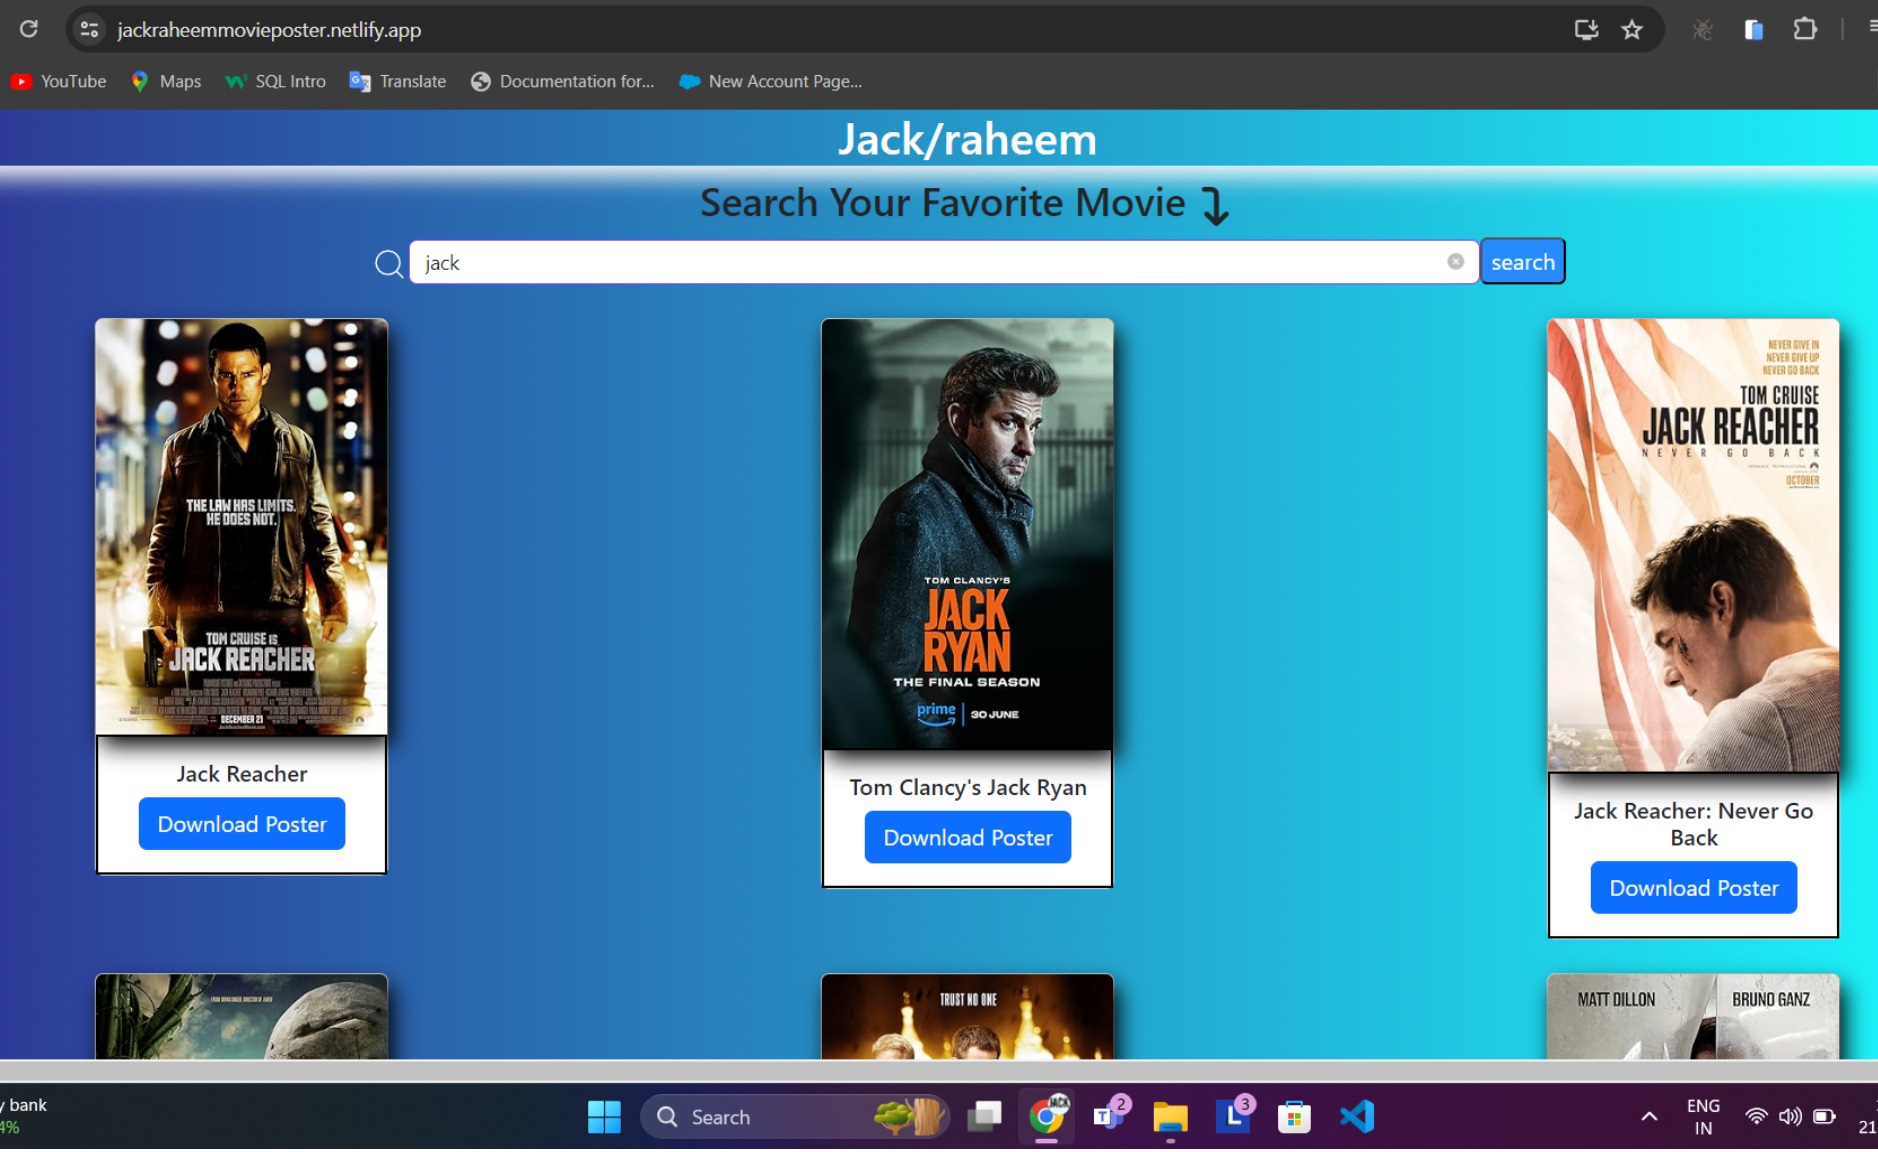 jackraheemmovieposter.netlify.app
YouTube
Maps
SQL Intro
Translate
Documentation for...
New Account Page...
Jack/raheem
Search Your Favorite Movie
jack
search
THE LAW HAS LIMITS.
HE DOES NOT.
TOM CRUISE IS
JACK REACHER
DECEMBER 21
Jack Reacher
Download Poster
TOM CLANCY'S
JACK
RYAN
THE FINAL SEASON
prime
30 JUNE
Tom Clancy's Jack Ryan
Download Poster
NEVER GIVE IN
NEVER GIVE UP
NEVER GO BACK
TOM CRUISE
JACK REACHER
NEVER GO BACK
OCTOBER
Jack Reacher: Never Go
Back
Download Poster
TRUST NO ONE
MATT DILLON
BRUNO GANZ
y bank
4%
Search
JACK
T
2
L
3
ENG
IN
21